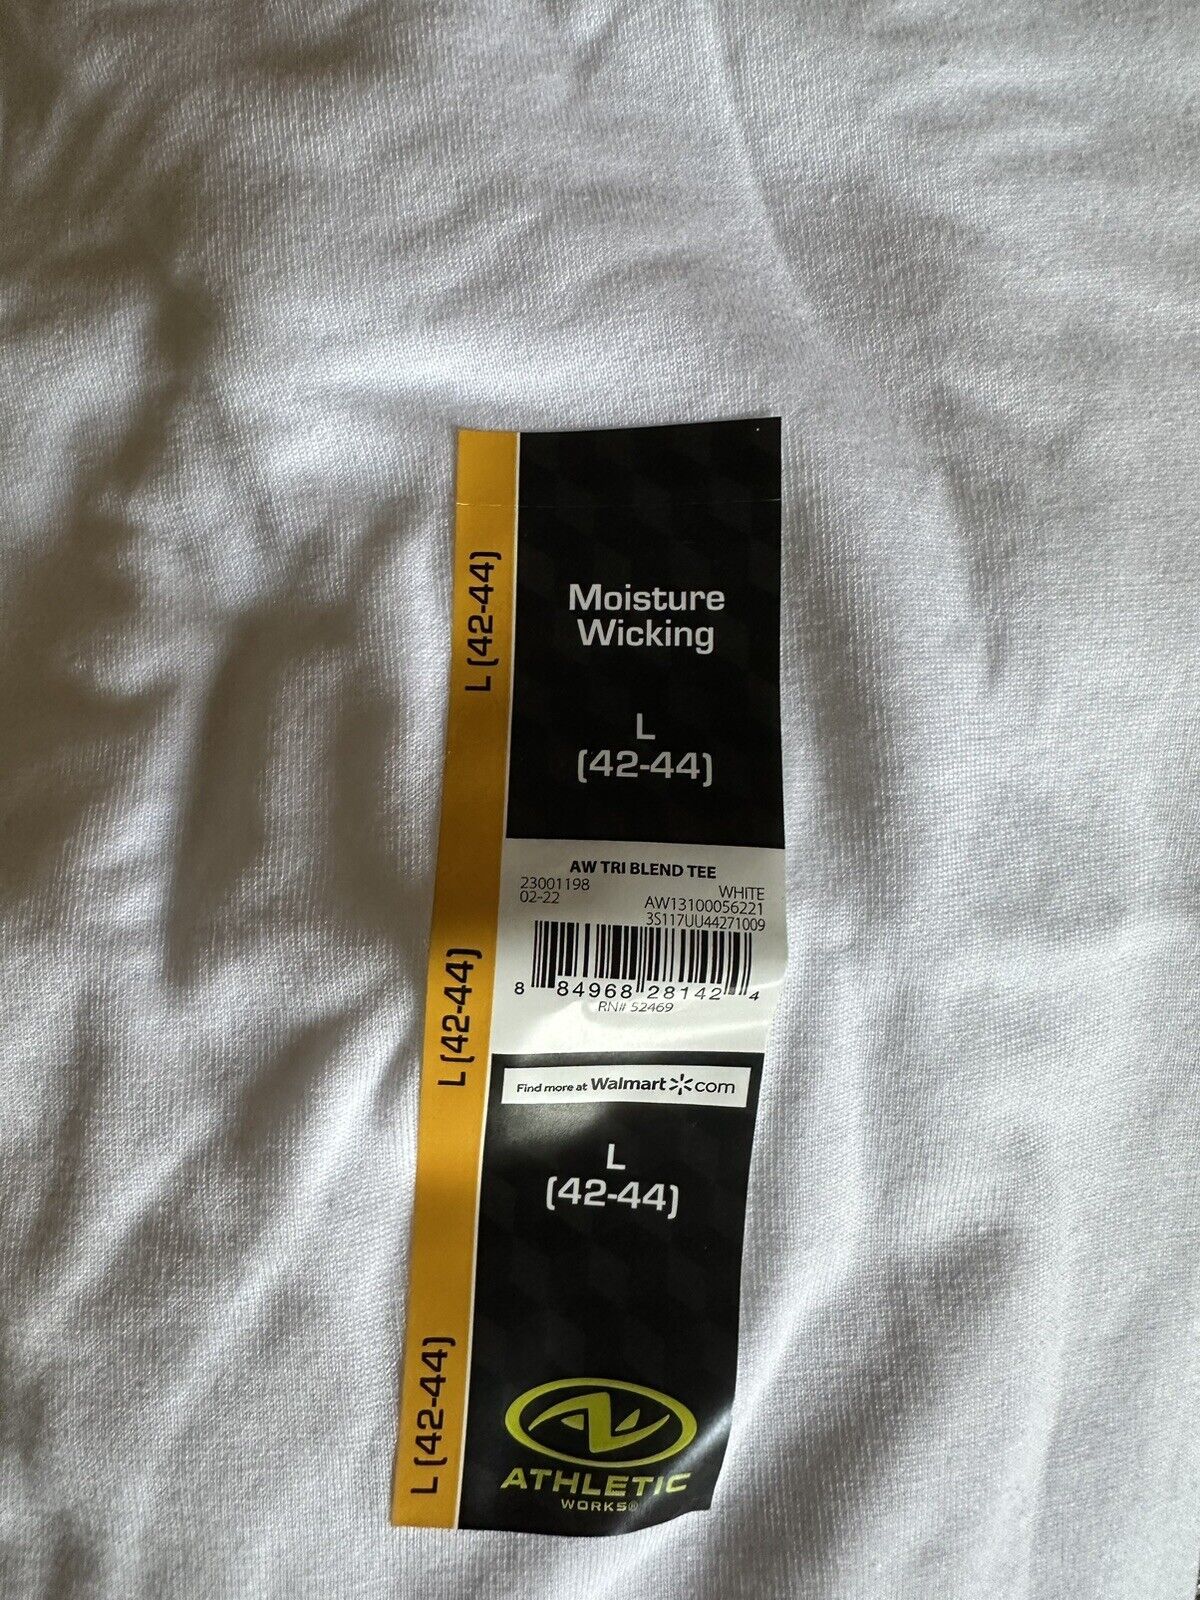 L (42-44)
Moisture
Wicking
L
(42-44)
AW TRI BLEND TEE
23001198 WHITE
02-22 AW13100056221
3S117UU44271009
8 84968 28142 4
RN# 52469
L (42-44)
Find more at Walmart com
L
(42-44)
L (42-44)
AW
ATHLETIC
WORKS®